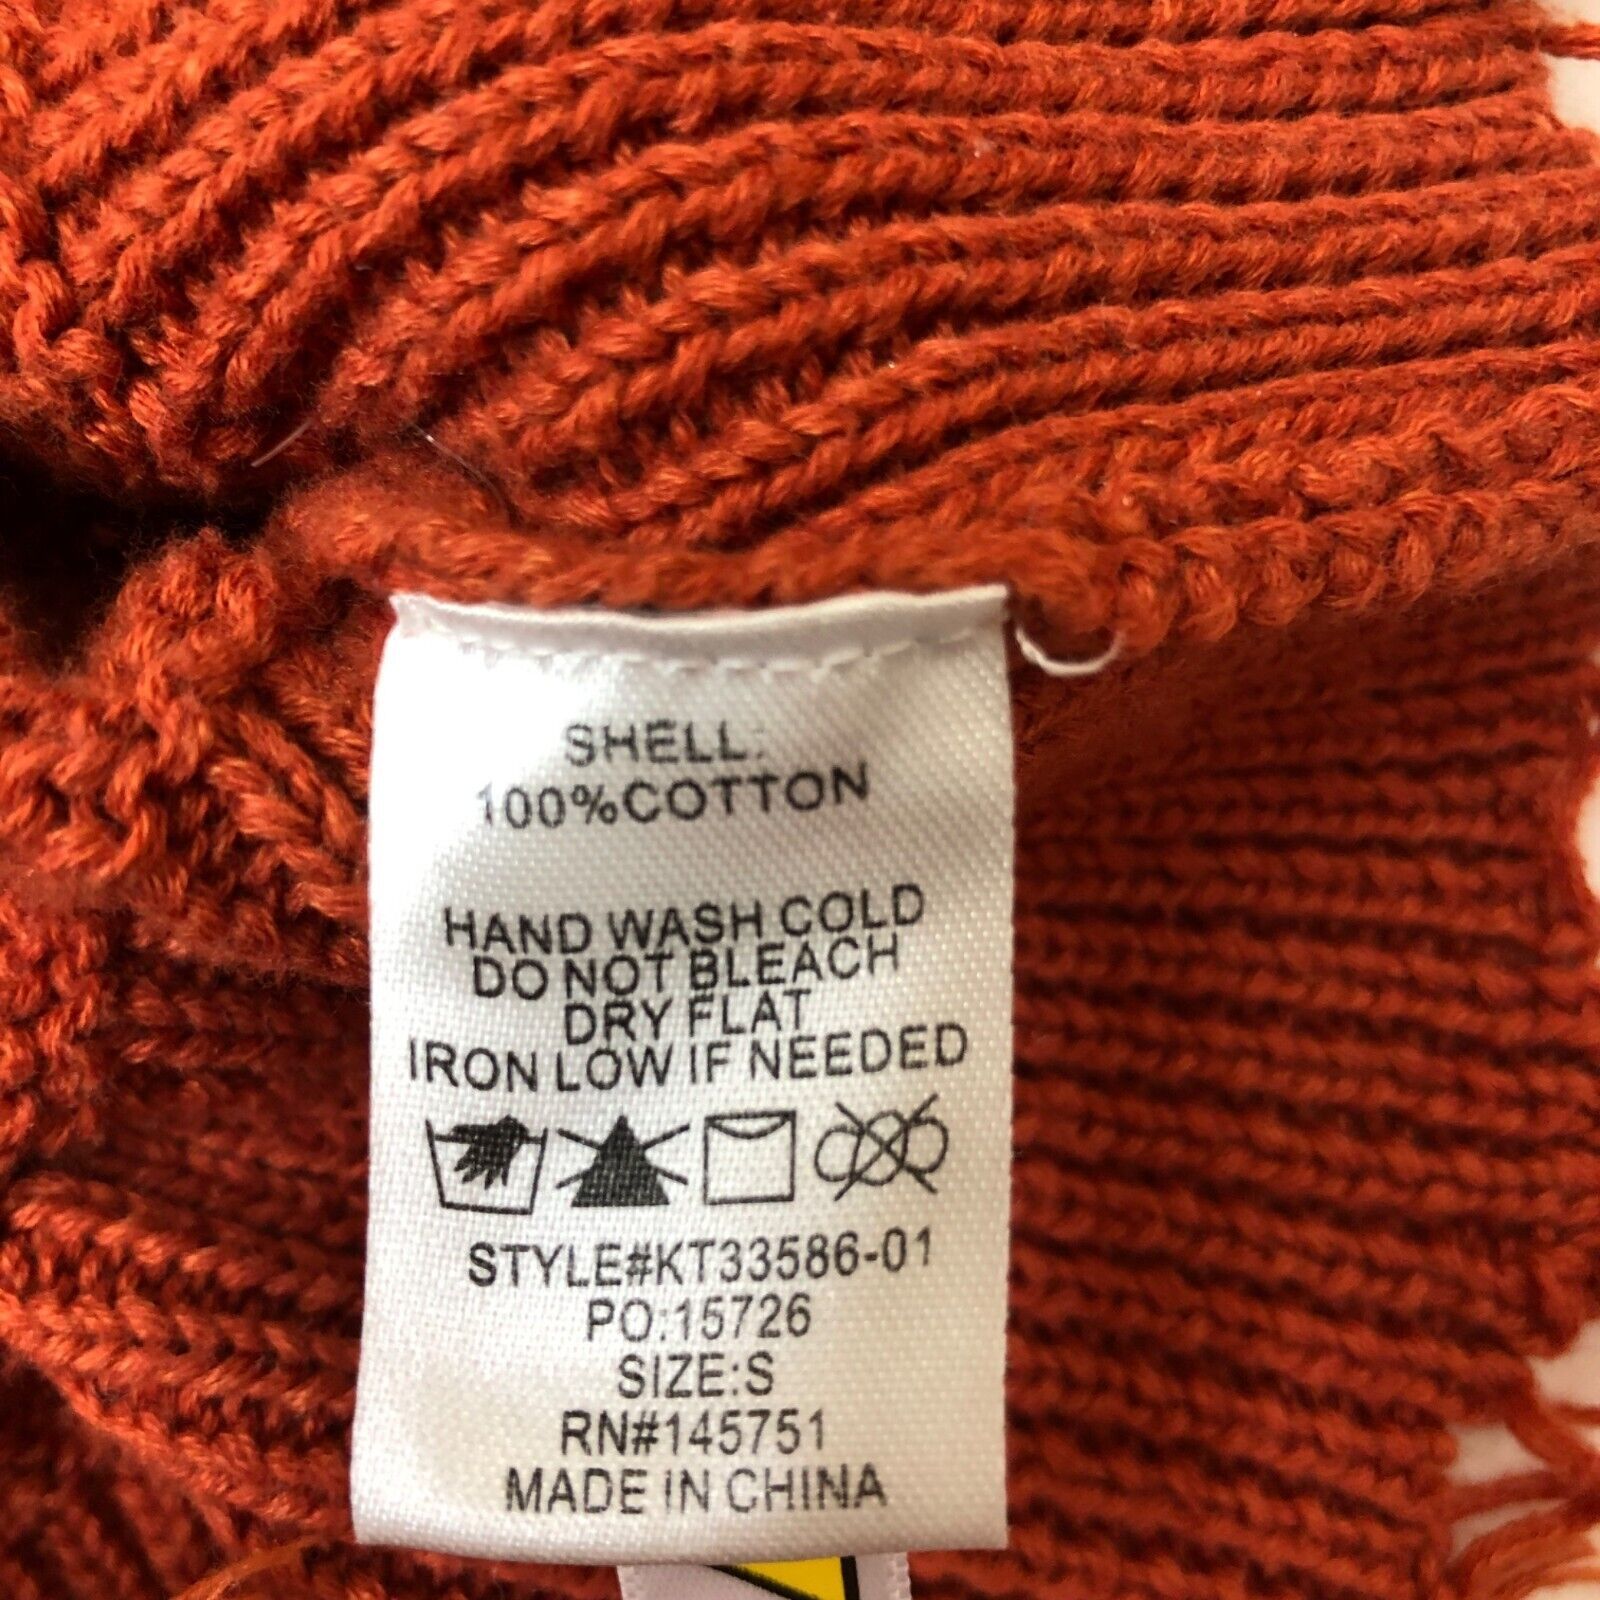 SHELL:
100%COTTON
HAND WASH COLD
DO NOT BLEACH
DRY FLAT
IRON LOW IF NEEDED
STYLE#KT33586-01
PO:15726
SIZE:S
RN#145751
MADE IN CHINA